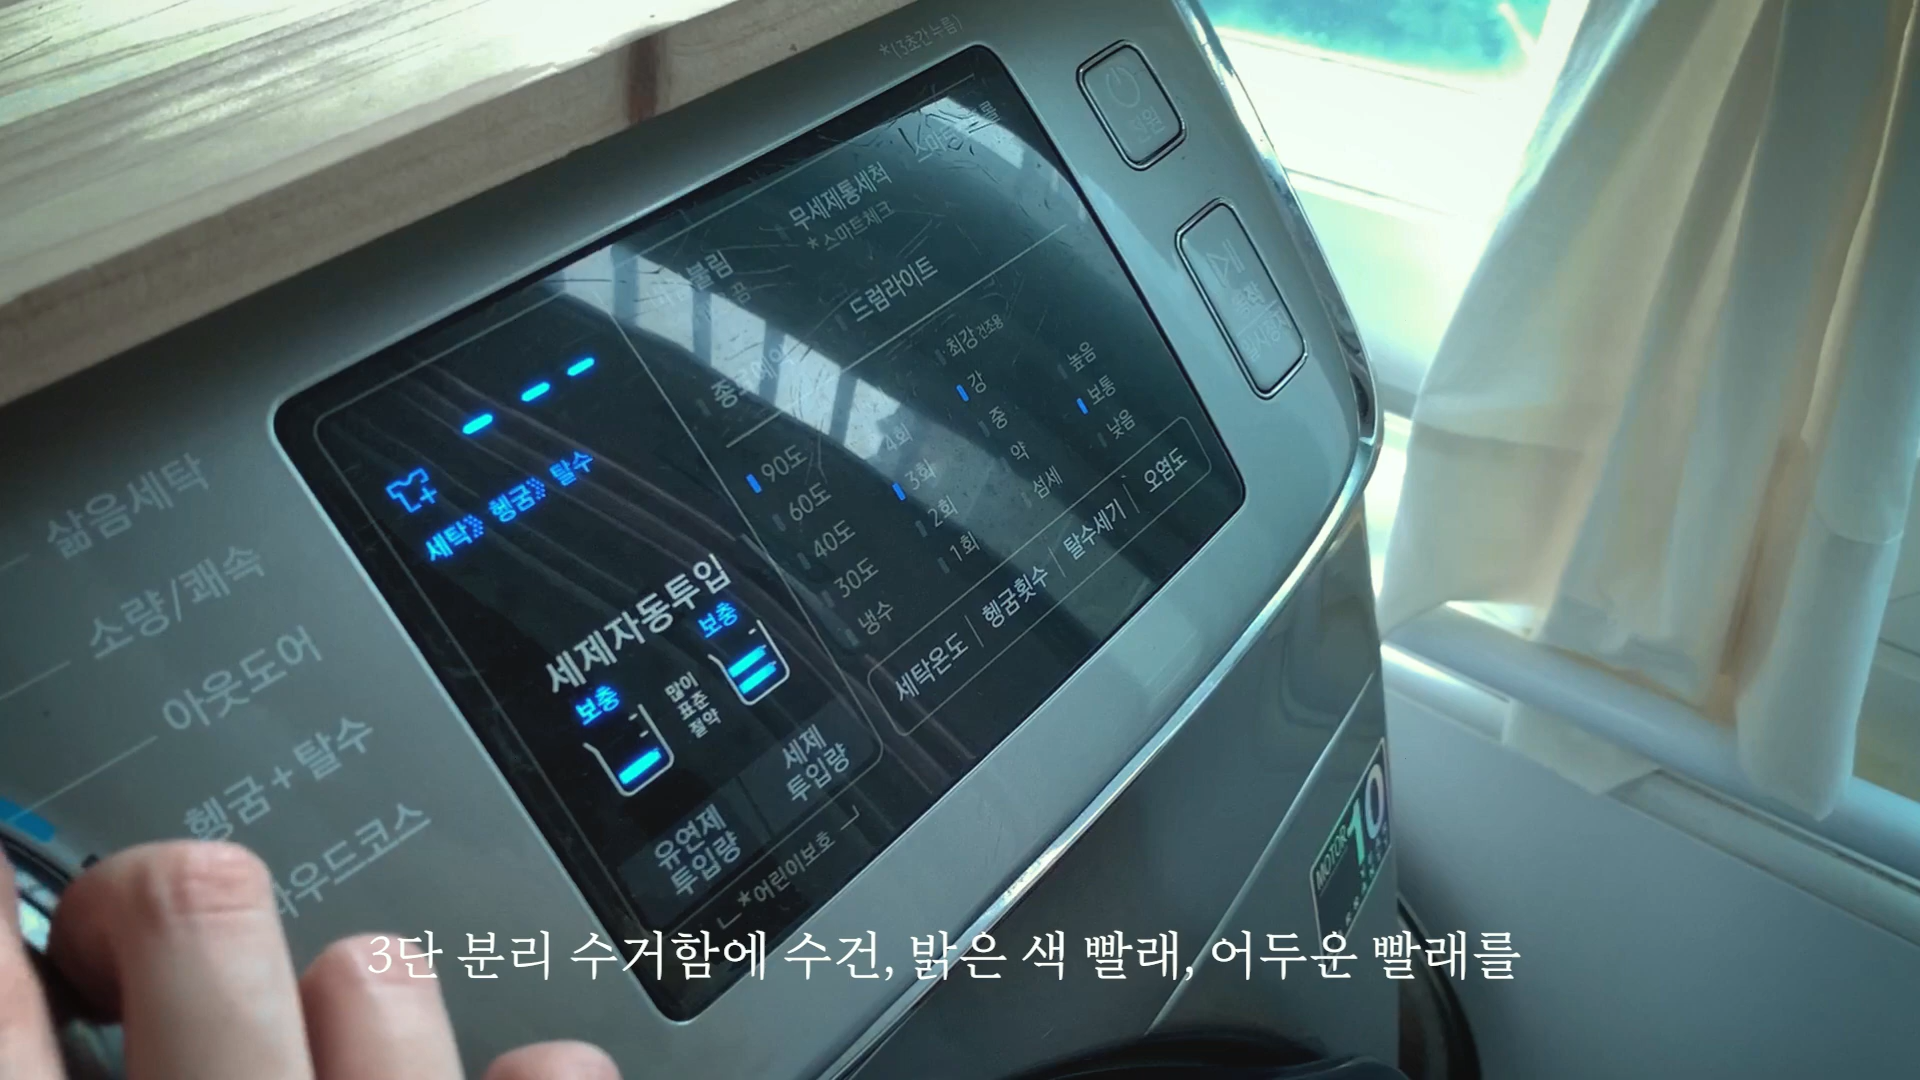 *(3초간 누름)
전원
무세제통세척
*스마트체크
드럼라이트
최강건조용
강
중
약
섬세
높음
보통
낮음
4회
3회
2회
1회
90도
60도
40도
30도
냉수
세탁온도 | 헹굼횟수 | 탈수세기 | 오염도
세탁 헹굼 탈수
세제자동투입
보충
보충
많이
표준
절약
세제
투입량
유연제
투입량
*어린이보호
삶음세탁
소량/쾌속
아웃도어
헹굼+탈수
MOTOR 10
3단 분리 수거함에 수건, 밝은 색 빨래, 어두운 빨래를